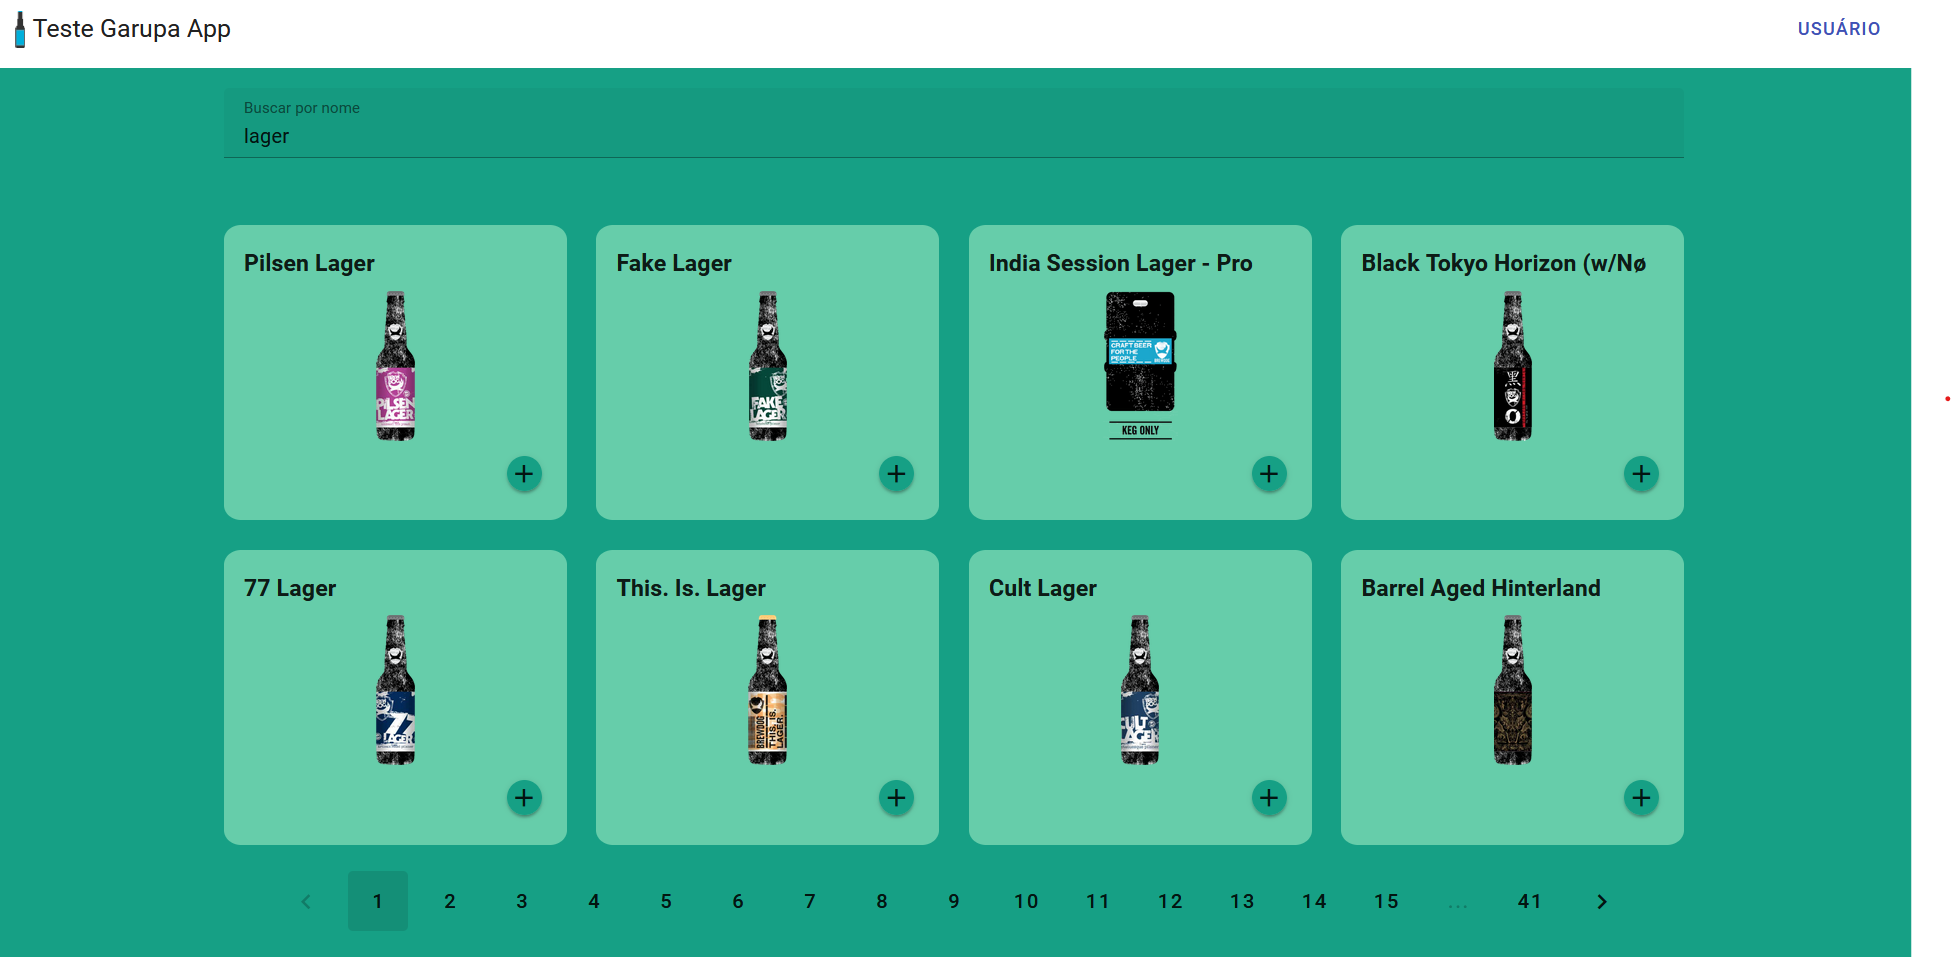 Teste Garupa App
USUÁRIO
Buscar por nome
lager
Pilsen Lager
Fake Lager
India Session Lager - Pro
Black Tokyo Horizon (w/Nø
PILSEN
LAGER
FAKE
LAGER
CRAFT BEER
FOR THE
PEOPLE
KEG ONLY
黑
77 Lager
This. Is. Lager
Cult Lager
Barrel Aged Hinterland
77
LAGER
BREWDOG
THIS. IS.
LAGER.
CULT
LAGER
1 2 3 4 5 6 7 8 9 10 11 12 13 14 15 ... 41